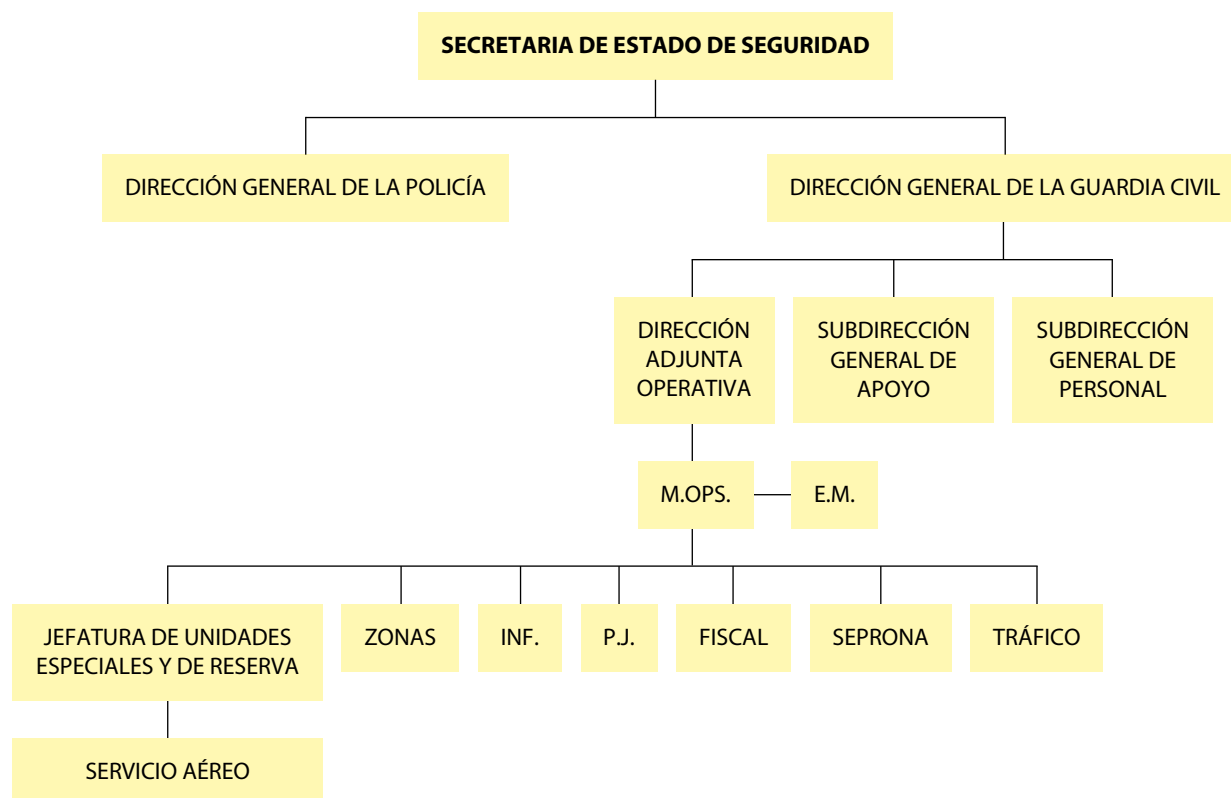 SECRETARIA DE ESTADO DE SEGURIDAD
DIRECCIÓN GENERAL DE LA POLICÍA
DIRECCIÓN GENERAL DE LA GUARDIA CIVIL
DIRECCIÓN
ADJUNTA
OPERATIVA
SUBDIRECCIÓN
GENERAL DE
APOYO
SUBDIRECCIÓN
GENERAL DE
PERSONAL
M.OPS.
E.M.
JEFATURA DE UNIDADES
ESPECIALES Y DE RESERVA
ZONAS
INF.
P.J.
FISCAL
SEPRONA
TRÁFICO
SERVICIO AÉREO